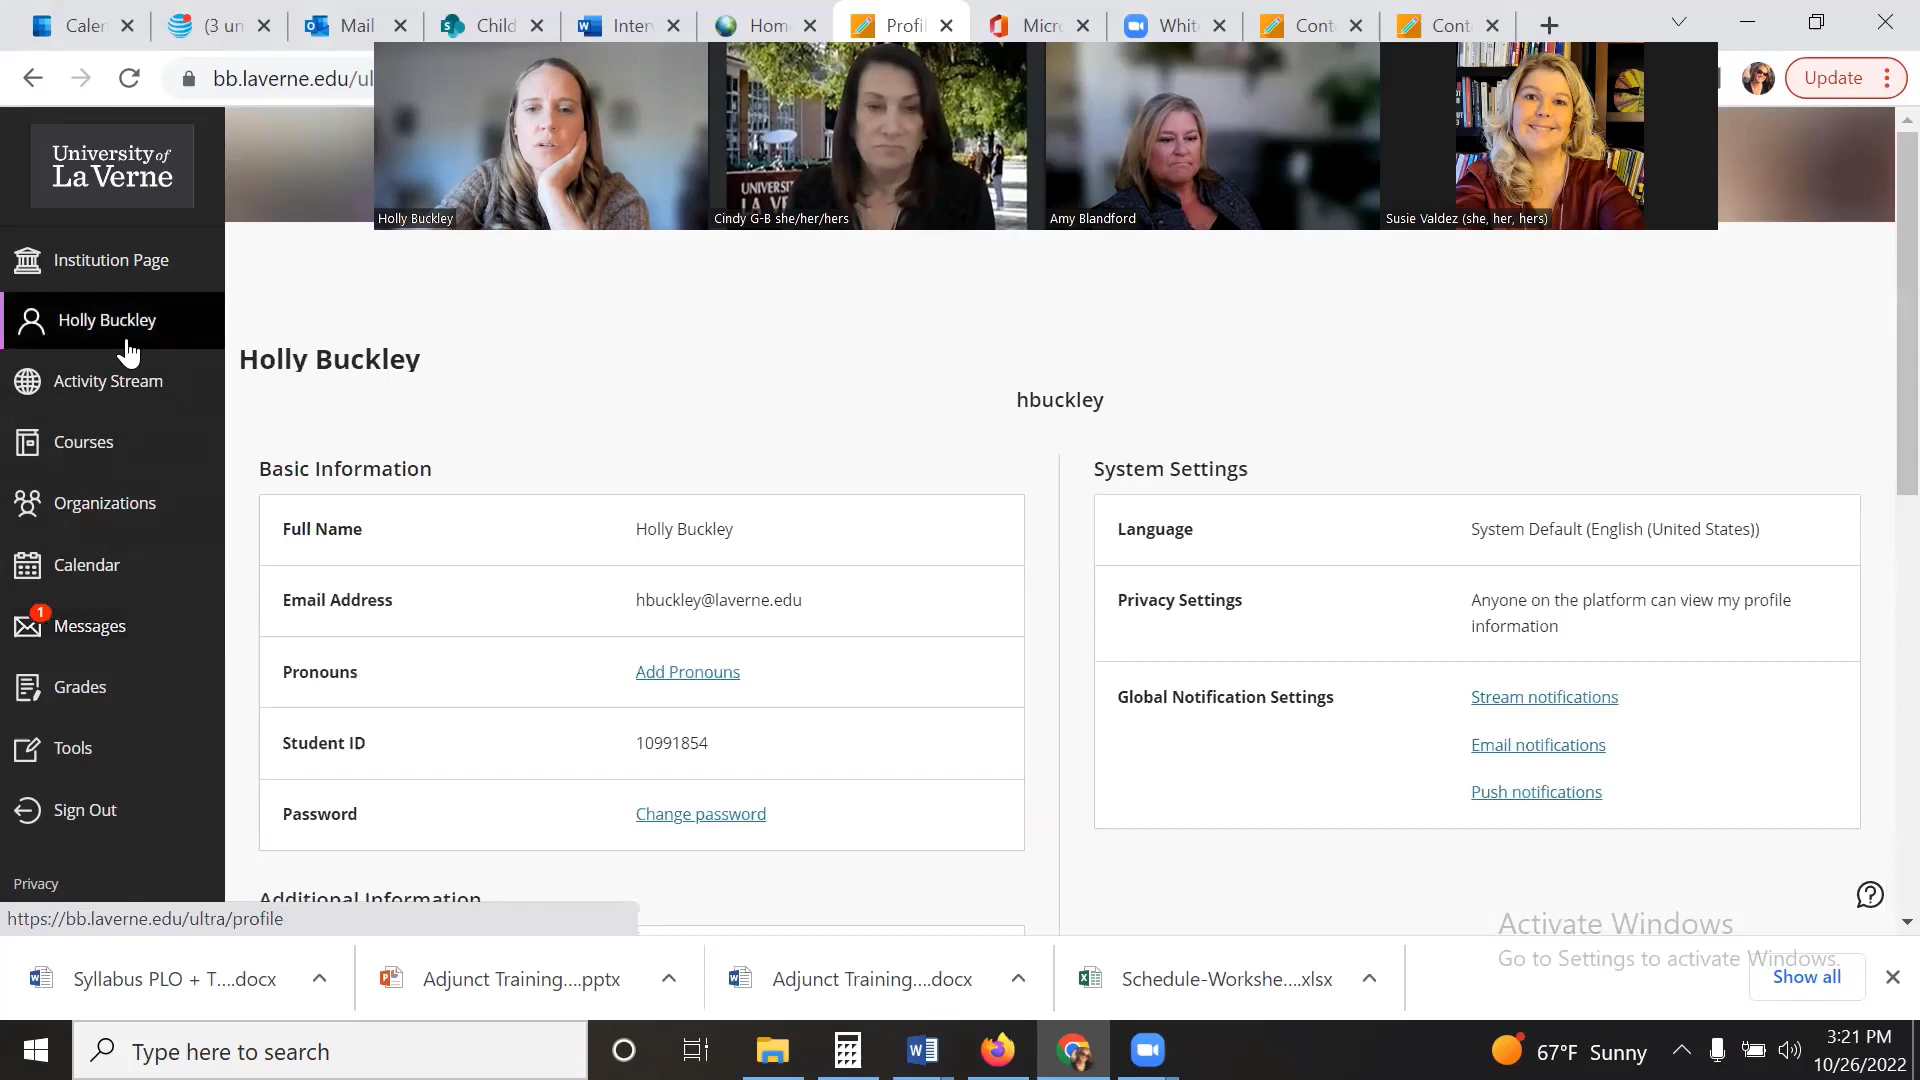 Calen
(3 un
Mail
Child
Inter
Home
Profi
Micro
White
Cont
Cont
bb.laverne.edu/ul
Update
University of
La Verne
UNIVERSI
Holly Buckley
Cindy G-B she/her/hers
Amy Blandford
Susie Valdez (she, her, hers)
Institution Page
Holly Buckley
Activity Stream
Courses
Organizations
Calendar
1
Messages
Grades
Tools
Sign Out
Privacy
https://bb.laverne.edu/ultra/profile
Holly Buckley
hbuckley
Basic Information
Full Name Holly Buckley
Email Address hbuckley@laverne.edu
Pronouns Add Pronouns
Student ID 10991854
Password Change password
Additional Information
System Settings
Language System Default (English (United States))
Privacy Settings Anyone on the platform can view my profile
information
Global Notification Settings Stream notifications
Email notifications
Push notifications
Activate Windows
Go to Settings to activate Windows.
Syllabus PLO + T....docx
Adjunct Training....pptx
Adjunct Training....docx
Schedule-Workshe....xlsx
Show all
Type here to search
67°F Sunny
3:21 PM
10/26/2022